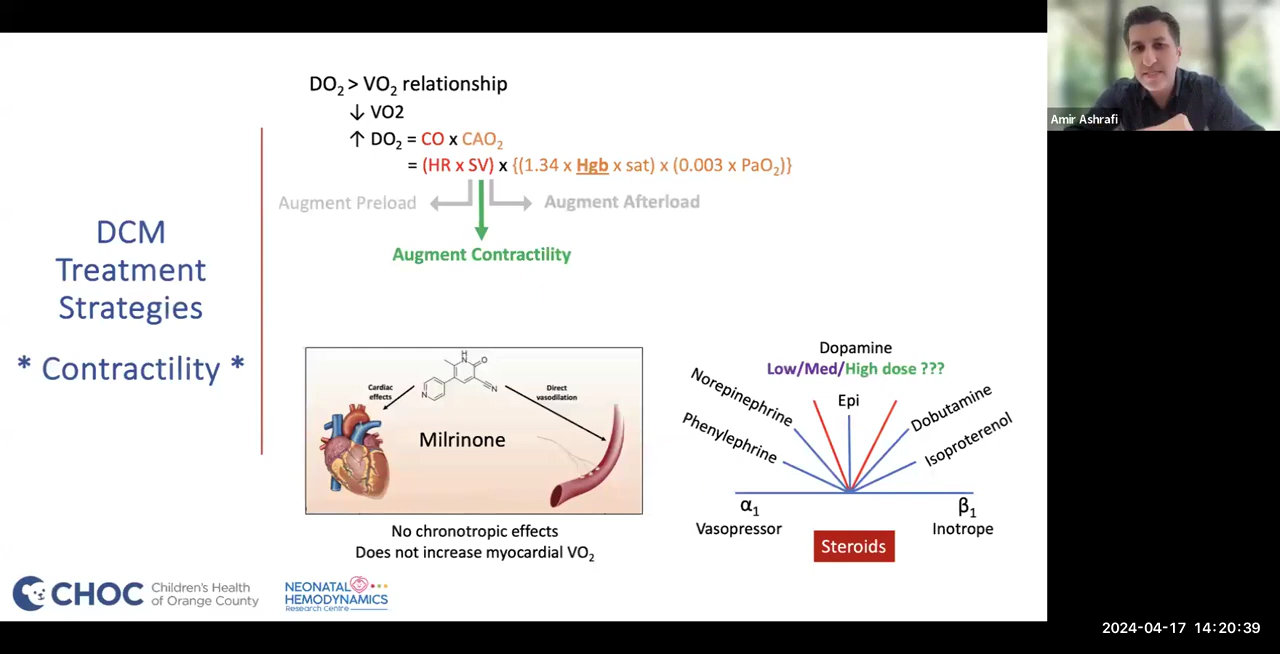 DO₂ > VO₂ relationship
↓ VO2
↑ DO₂ = CO x CAO₂
= (HR x SV) x {(1.34 x Hgb x sat) x (0.003 x PaO₂)}
Augment Preload
Augment Afterload
Augment Contractility
DCM
Treatment
Strategies
* Contractility *
Cardiac
effects
Direct
vasodilation
H
N
O
N
N
Milrinone
No chronotropic effects
Does not increase myocardial VO₂
Dopamine
Low/Med/High dose ???
Norepinephrine
Epi
Dobutamine
Phenylephrine
Isoproterenol
α₁
Vasopressor
β₁
Inotrope
Steroids
CHOC Children's Health
of Orange County
NEONATAL
HEMODYNAMICS
Research Centre
Amir Ashrafi
2024-04-17 14:20:39